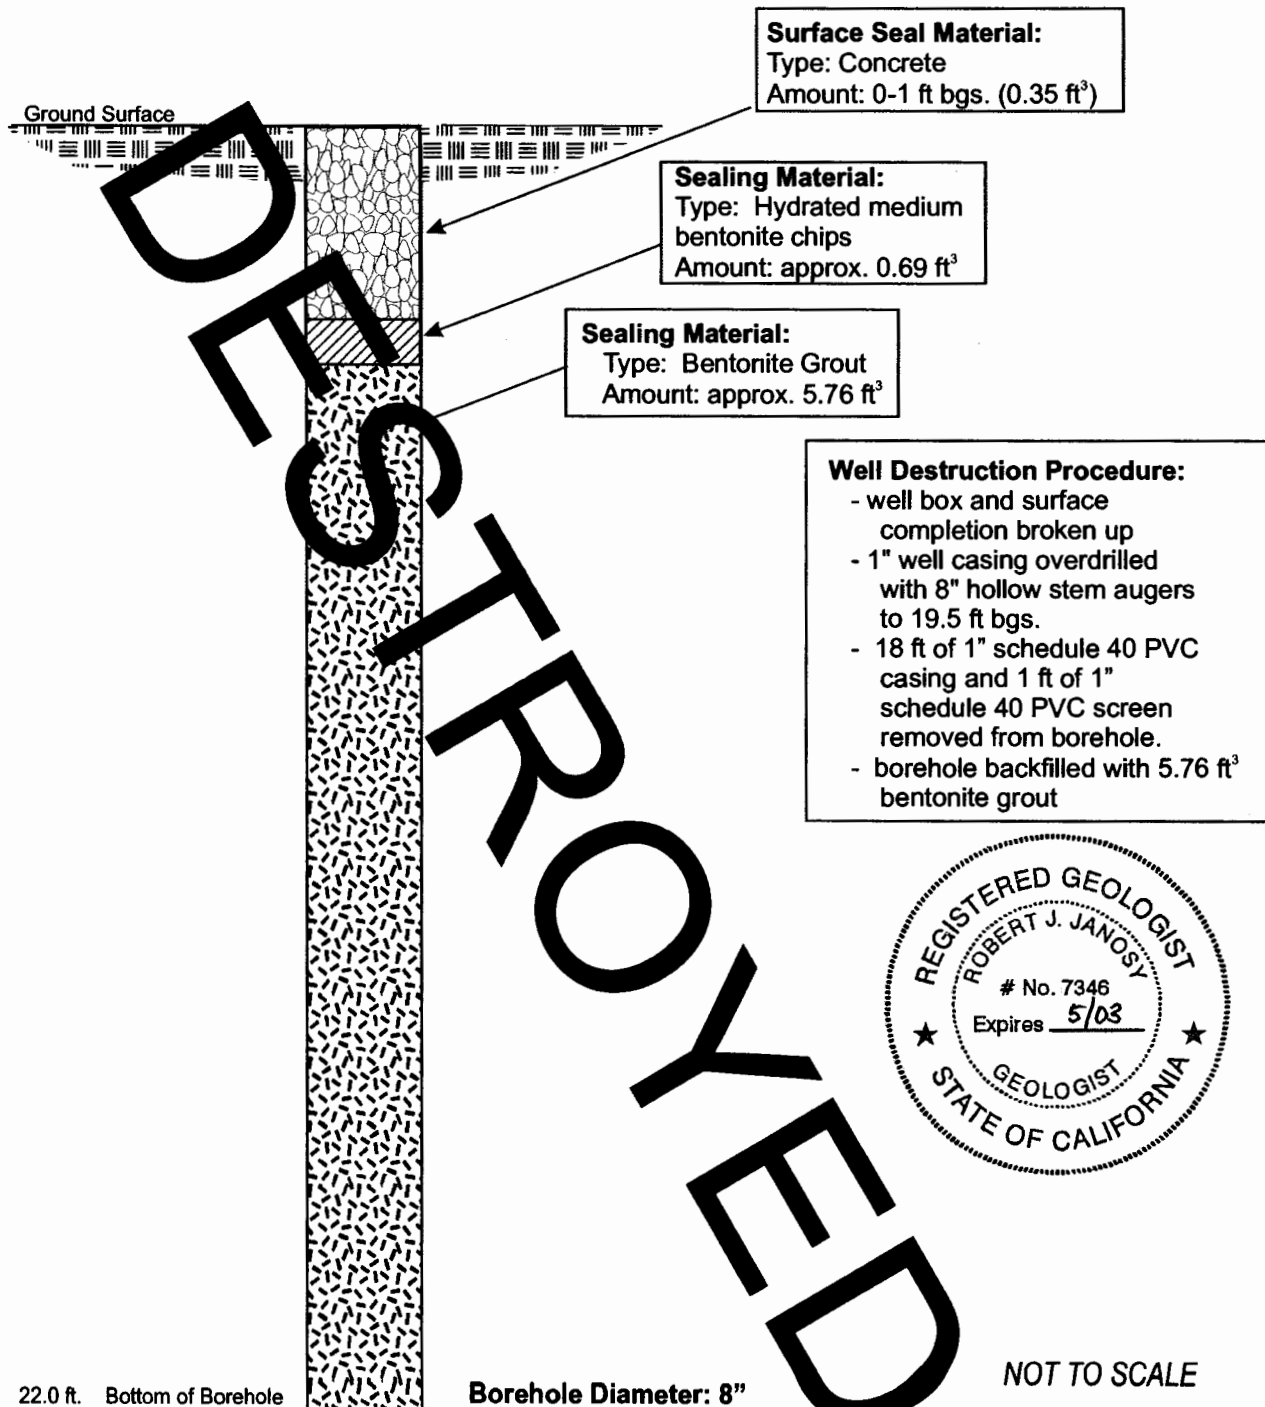 Surface Seal Material:
Type: Concrete
Amount: 0-1 ft bgs. (0.35 ft³)
Ground Surface
Sealing Material:
Type: Hydrated medium
bentonite chips
Amount: approx. 0.69 ft³
Sealing Material:
Type: Bentonite Grout
Amount: approx. 5.76 ft³
DESTROYED
Well Destruction Procedure:
- well box and surface
completion broken up
- 1" well casing overdrilled
with 8" hollow stem augers
to 19.5 ft bgs.
- 18 ft of 1" schedule 40 PVC
casing and 1 ft of 1"
schedule 40 PVC screen
removed from borehole.
- borehole backfilled with 5.76 ft³
bentonite grout
REGISTERED GEOLOGIST
ROBERT J. JANOSY
# No. 7346
Expires 5/03
GEOLOGIST
★ STATE OF CALIFORNIA ★
NOT TO SCALE
22.0 ft. Bottom of Borehole
Borehole Diameter: 8"